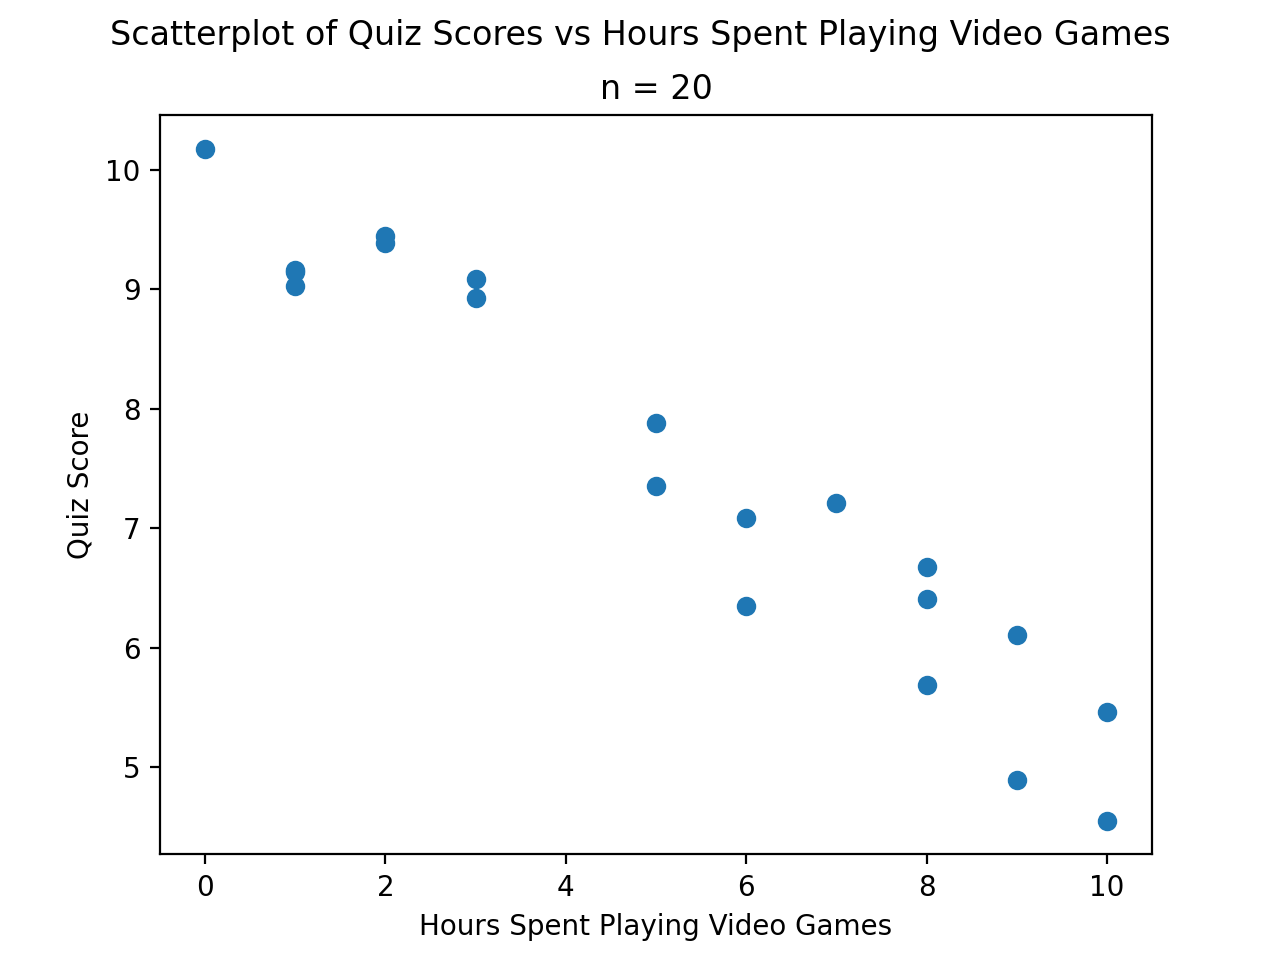 Scatterplot of Quiz Scores vs Hours Spent Playing Video Games
n = 20
10
9
8
7
6
5
Quiz Score
0 2 4 6 8 10
Hours Spent Playing Video Games